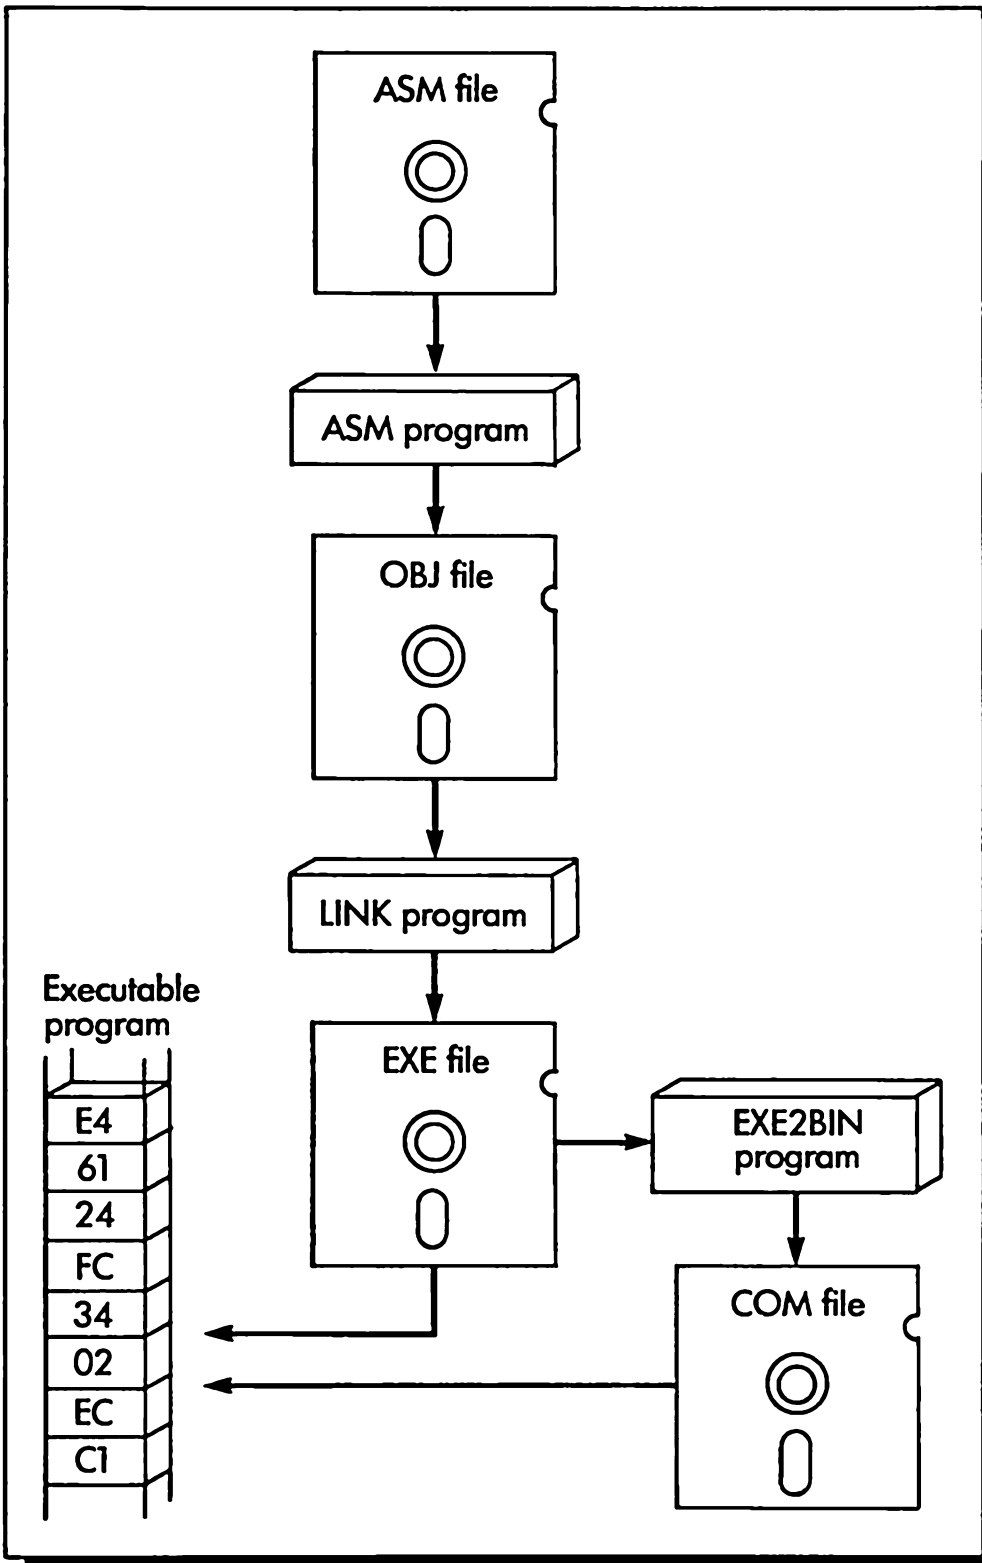 ASM file
ASM program
OBJ file
LINK program
Executable
program
EXE file
EXE2BIN
program
COM file
E4
61
24
FC
34
02
EC
C1